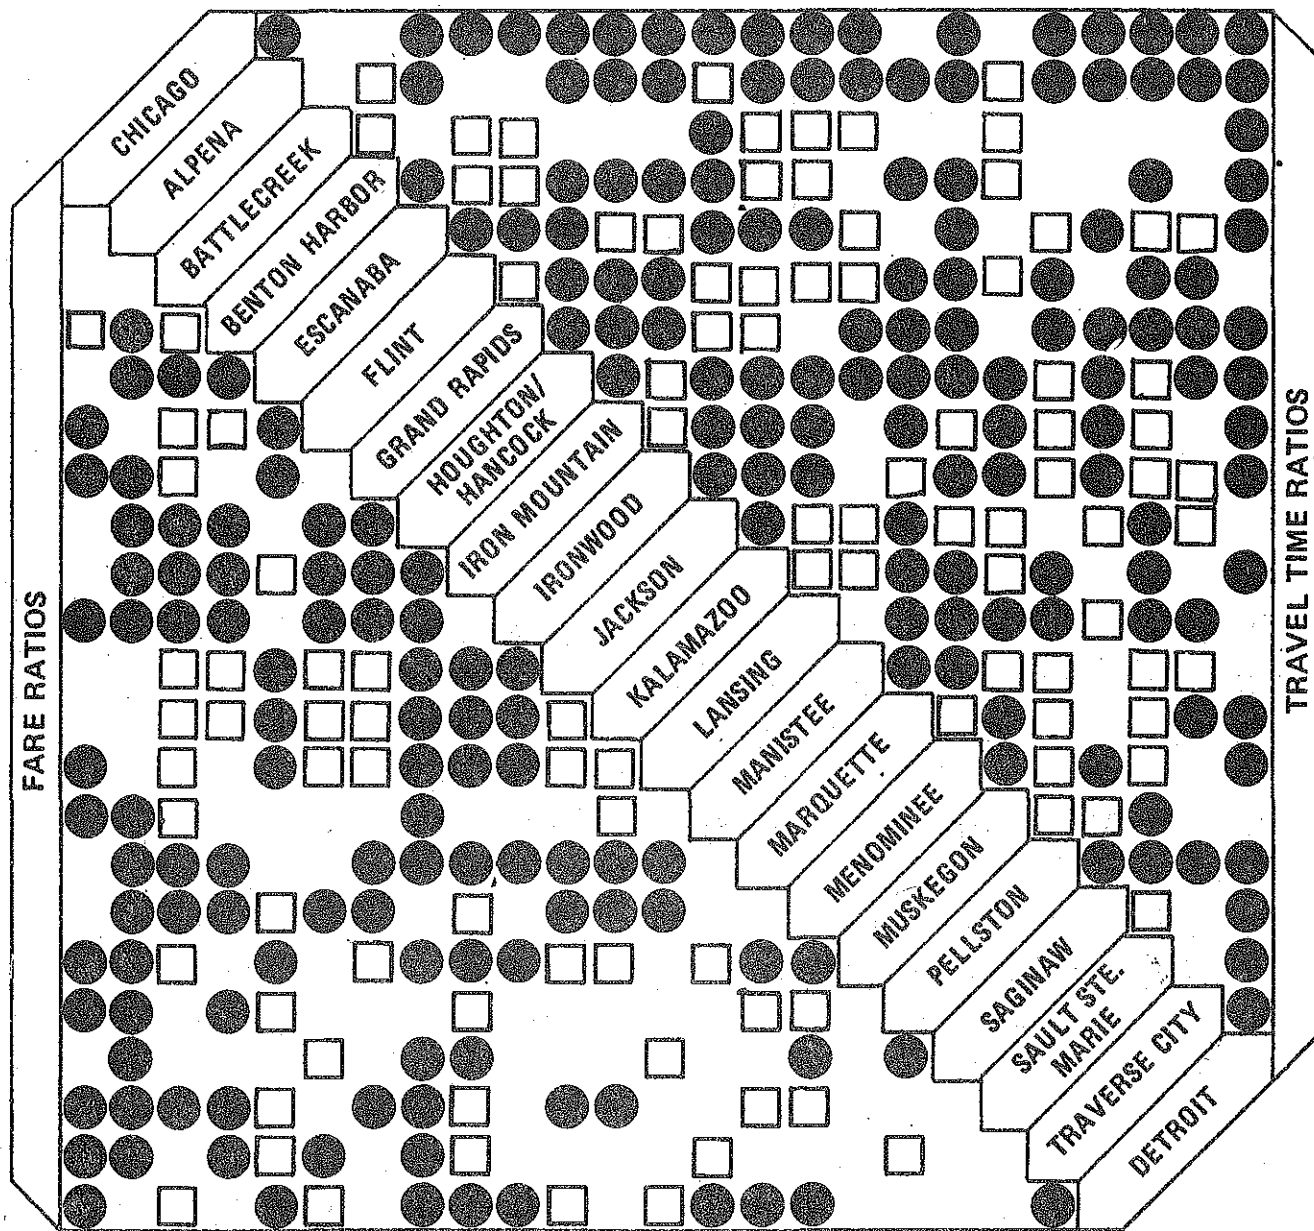 CHICAGO
ALPENA
BATTLECREEK
BENTON HARBOR
ESCANABA
FLINT
GRAND RAPIDS
HOUGHTON/
HANCOCK
IRON MOUNTAIN
IRONWOOD
JACKSON
KALAMAZOO
LANSING
MANISTEE
MARQUETTE
MENOMINEE
MUSKEGON
PELLSTON
SAGINAW
SAULT STE.
MARIE
TRAVERSE CITY
DETROIT
FARE RATIOS
TRAVEL TIME RATIOS